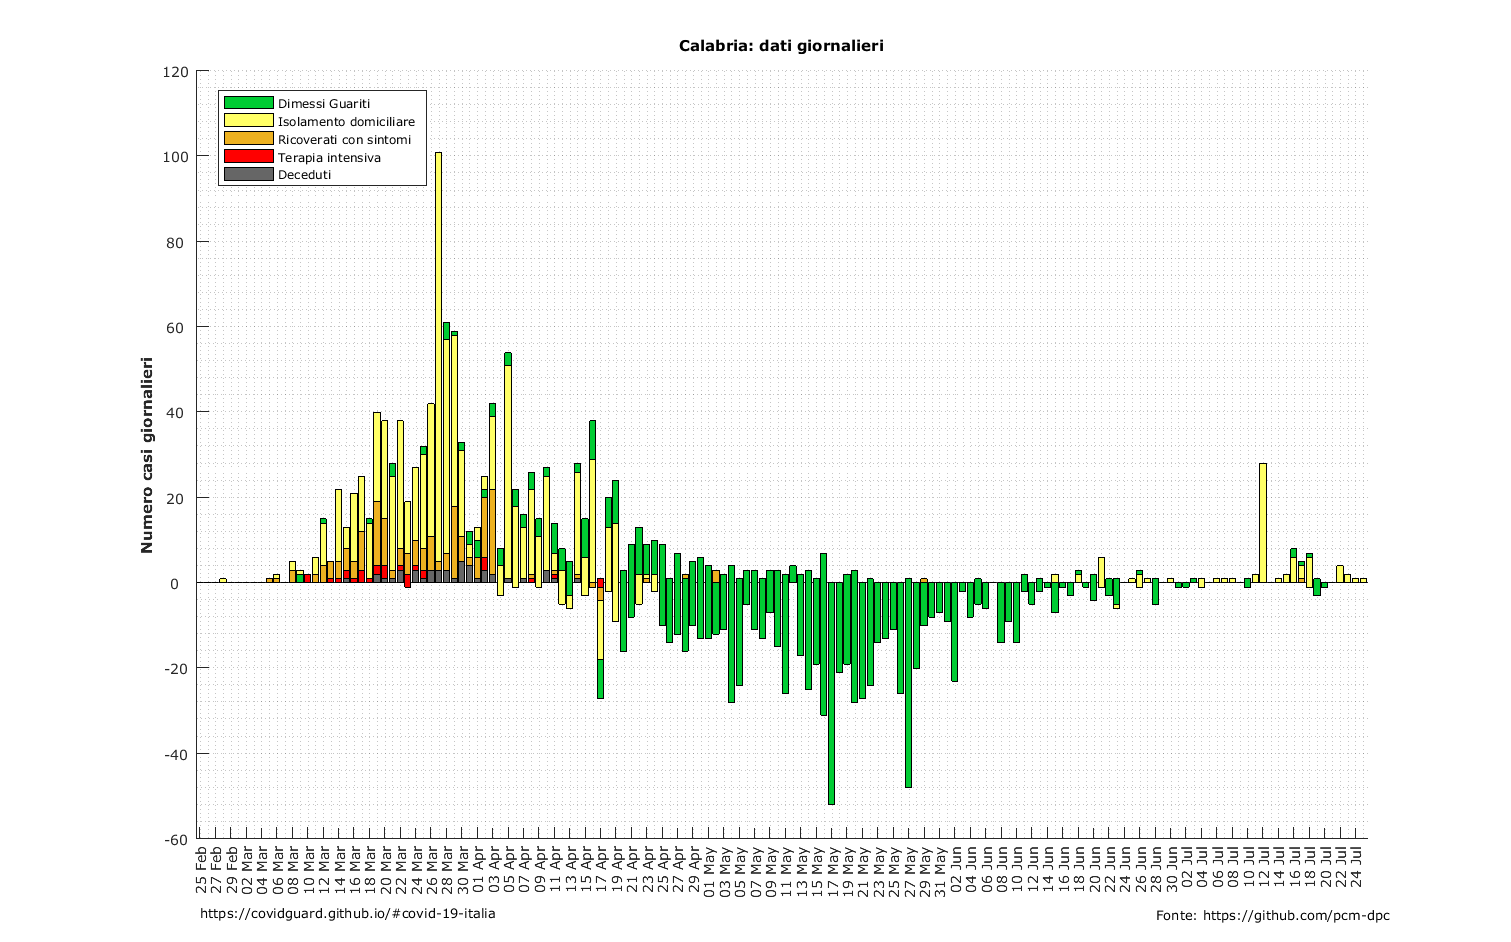 Calabria: dati giornalieri
Numero casi giornalieri
120
100
80
60
40
20
0
-20
-40
-60
Dimessi Guariti
Isolamento domiciliare
Ricoverati con sintomi
Terapia intensiva
Deceduti
25 Feb
27 Feb
29 Feb
02 Mar
04 Mar
06 Mar
08 Mar
10 Mar
12 Mar
14 Mar
16 Mar
18 Mar
20 Mar
22 Mar
24 Mar
26 Mar
28 Mar
30 Mar
01 Apr
03 Apr
05 Apr
07 Apr
09 Apr
11 Apr
13 Apr
15 Apr
17 Apr
19 Apr
21 Apr
23 Apr
25 Apr
27 Apr
29 Apr
01 May
03 May
05 May
07 May
09 May
11 May
13 May
15 May
17 May
19 May
21 May
23 May
25 May
27 May
29 May
31 May
02 Jun
04 Jun
06 Jun
08 Jun
10 Jun
12 Jun
14 Jun
16 Jun
18 Jun
20 Jun
22 Jun
24 Jun
26 Jun
28 Jun
30 Jun
02 Jul
04 Jul
06 Jul
08 Jul
10 Jul
12 Jul
14 Jul
16 Jul
18 Jul
20 Jul
22 Jul
24 Jul
https://covidguard.github.io/#covid-19-italia
Fonte: https://github.com/pcm-dpc